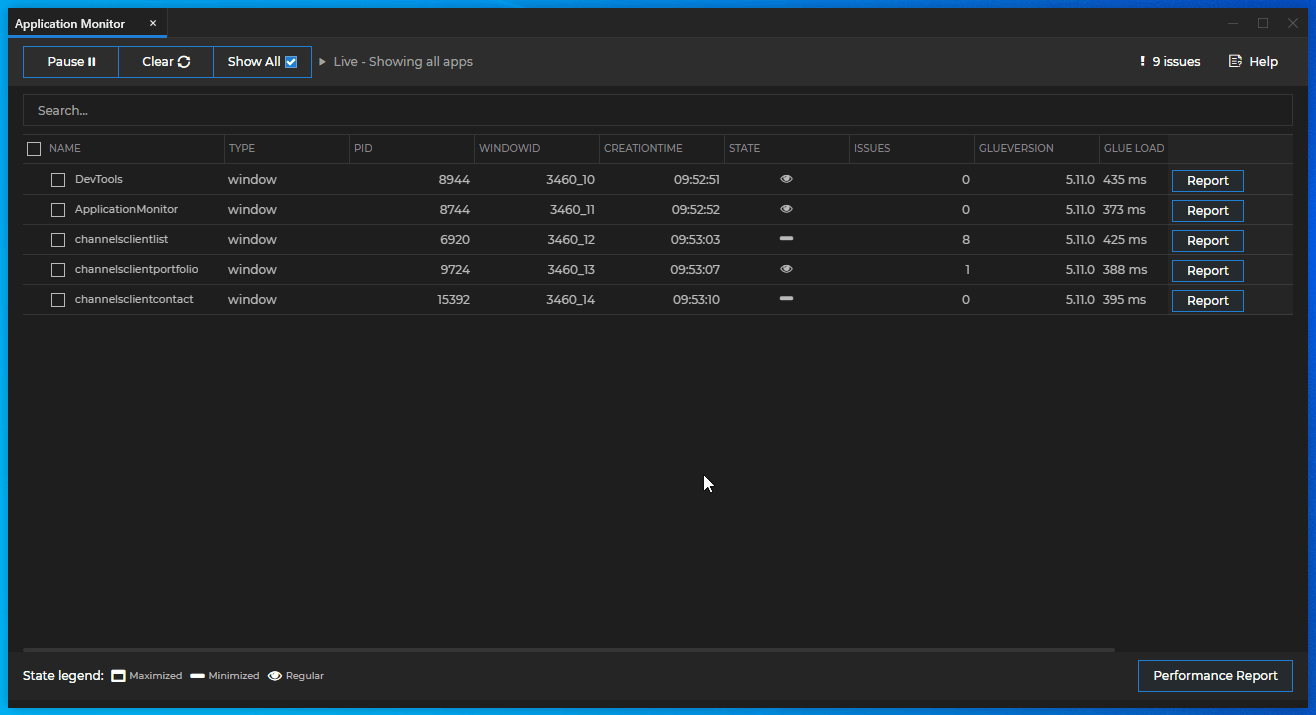 Application Monitor ×
Pause Clear Show All Live - Showing all apps ! 9 issues Help
Search...
NAME TYPE PID WINDOWID CREATIONTIME STATE ISSUES GLUEVERSION GLUE LOAD
DevTools window 8944 3460_10 09:52:51 0 5.11.0 435 ms Report
ApplicationMonitor window 8744 3460_11 09:52:52 0 5.11.0 373 ms Report
channelsclientlist window 6920 3460_12 09:53:03 8 5.11.0 425 ms Report
channelsclientportfolio window 9724 3460_13 09:53:07 1 5.11.0 388 ms Report
channelsclientcontact window 15392 3460_14 09:53:10 0 5.11.0 395 ms Report
State legend: Maximized Minimized Regular Performance Report